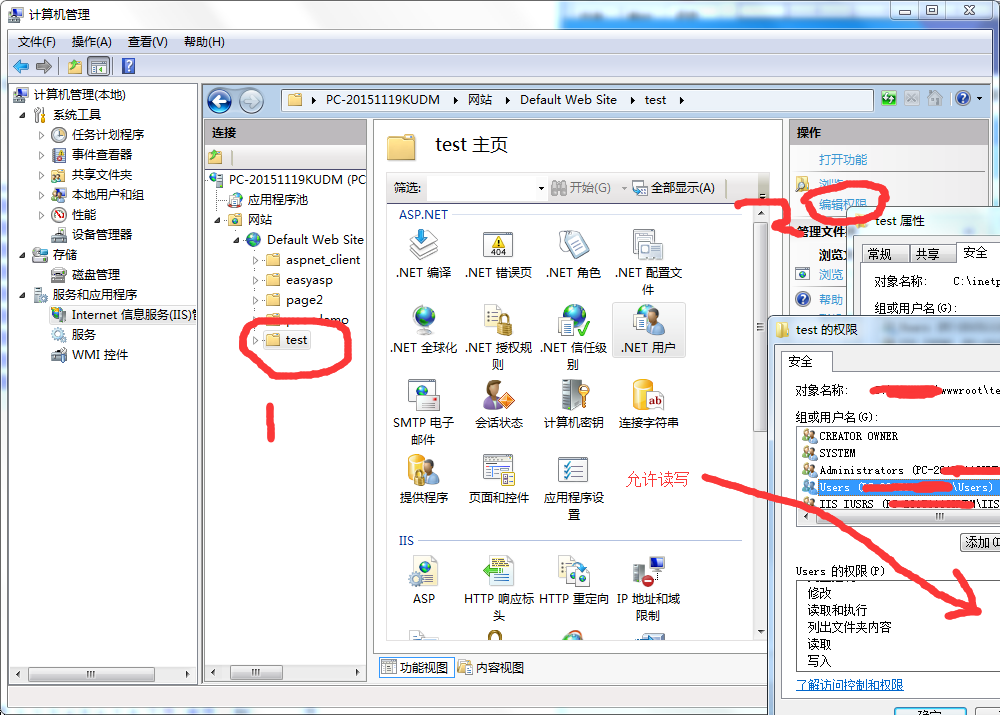 计算机管理
文件(F) 操作(A) 查看(V) 帮助(H)
计算机管理(本地)
系统工具
任务计划程序
事件查看器
共享文件夹
本地用户和组
性能
设备管理器
存储
磁盘管理
服务和应用程序
Internet 信息服务(IIS)
服务
WMI 控件
PC-20151119KUDM 网站 Default Web Site test
连接
PC-20151119KUDM (PC
应用程序池
网站
Default Web Site
aspnet_client
easyasp
page2
test
1
test 主页
筛选: 开始(G) 全部显示(A)
ASP.NET
.NET 编译
.NET 错误页
.NET 角色
.NET 配置文件
.NET 全球化
.NET 授权规则
.NET 信任级别
.NET 用户
SMTP 电子邮件
会话状态
计算机密钥
连接字符串
提供程序
页面和控件
应用程序设置
允许读写
IIS
ASP
HTTP 响应标头
HTTP 重定向
IP 地址和域限制
功能视图 内容视图
操作
打开功能
浏览
编辑权限
2
管理文件
浏览
浏览
帮助
test 属性
常规 共享 安全
对象名称: C:\inetp
组或用户名(G):
test 的权限
安全
对象名称: wwwroot\te
组或用户名(G):
CREATOR OWNER
SYSTEM
Administrators (PC-20
Users ( \Users)
IIS_IUSRS ( \IIS
添加(D
Users 的权限(P)
修改
读取和执行
列出文件夹内容
读取
写入
了解访问控制和权限
确定